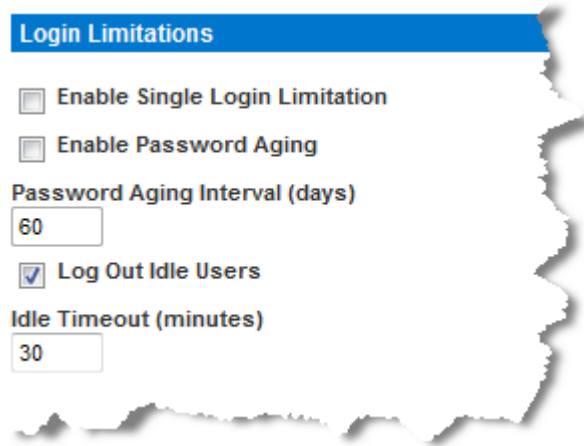 Login Limitations
Enable Single Login Limitation
Enable Password Aging
Password Aging Interval (days)
60
Log Out Idle Users
Idle Timeout (minutes)
30